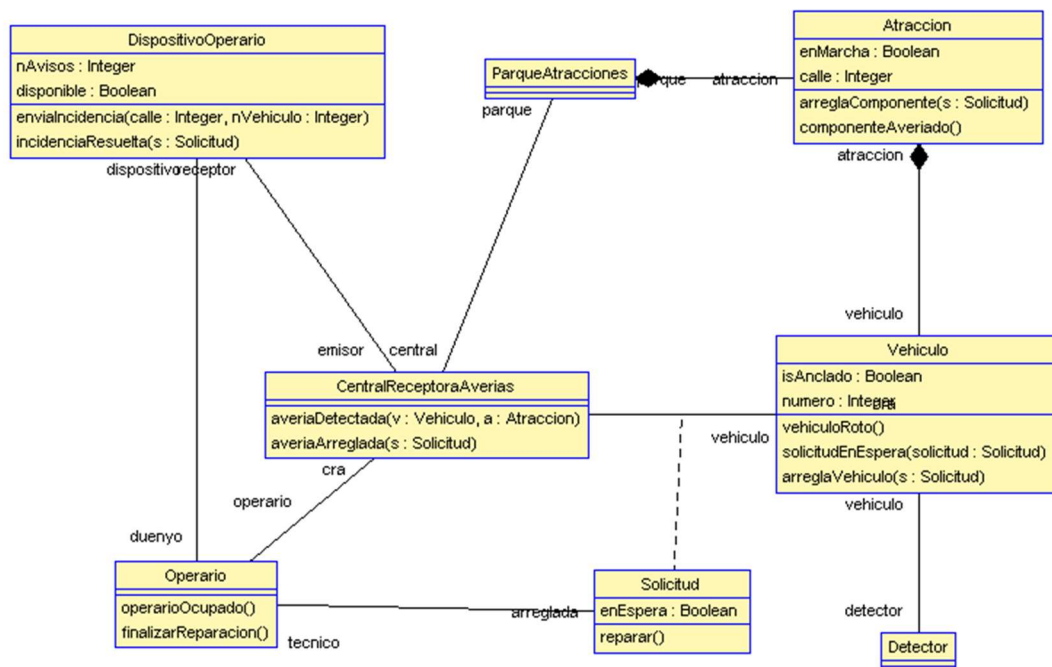 DispositivoOperario
nAvisos : Integer
disponible : Boolean
enviaIncidencia(calle : Integer, nVehiculo : Integer)
incidenciaResuelta(s : Solicitud)
dispositivo
receptor
ParqueAtracciones
parque
atraccion
parque
Atraccion
enMarcha : Boolean
calle : Integer
arreglaComponente(s : Solicitud)
componenteAveriado()
atraccion
vehiculo
emisor
central
CentralReceptoraAverias
averiaDetectada(v : Vehiculo, a : Atraccion)
averiaArreglada(s : Solicitud)
cra
vehiculo
Vehiculo
isAnclado : Boolean
numero : Integer
cra
vehiculoRoto()
solicitudEnEspera(solicitud : Solicitud)
arreglaVehiculo(s : Solicitud)
vehiculo
operario
duenyo
Operario
operarioOcupado()
finalizarReparacion()
tecnico
arreglada
Solicitud
enEspera : Boolean
reparar()
detector
Detector